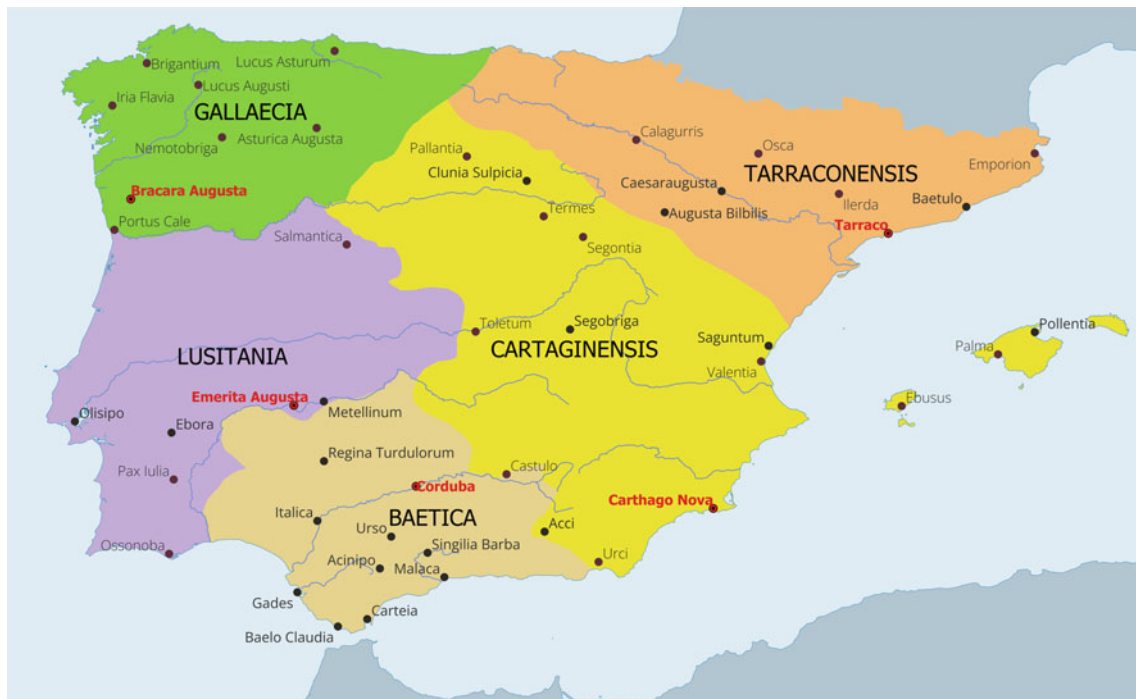 Brigantium
Lucus Asturum
Lucus Augusti
Iria Flavia
GALLAECIA
Asturica Augusta
Nemotobriga
Bracara Augusta
Portus Cale
Calagurris
Osca
Pallantia
Clunia Sulpicia
Emporion
TARRACONENSIS
Caesaraugusta
Ilerda
Baetulo
Augusta Bilbilis
Termes
Tarraco
Salmantica
Segontia
Toletum
Segobriga
Saguntum
Pollentia
LUSITANIA
CARTAGINENSIS
Palma
Valentia
Emerita Augusta
Ebusus
Metellinum
Olisipo
Ebora
Regina Turdulorum
Pax Iulia
Castulo
Corduba
Carthago Nova
Italica
BAETICA
Urso
Acci
Ossonoba
Singilia Barba
Acinipo
Malaca
Urci
Gades
Carteia
Baelo Claudia